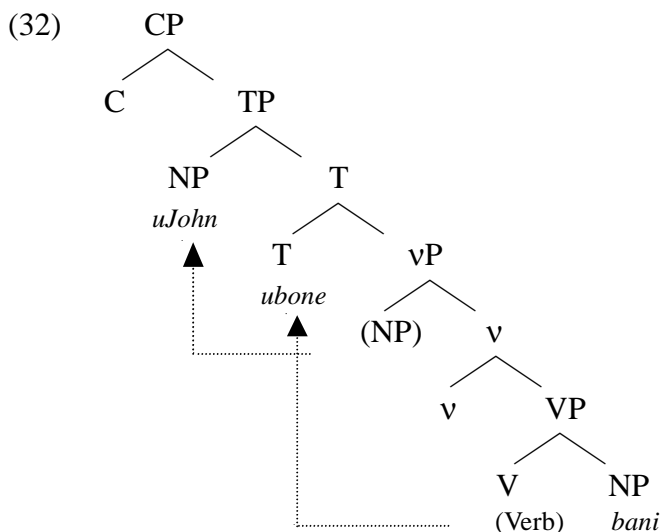 (32) CP
C TP
NP T
uJohn
T νP
ubone
(NP) ν
ν VP
V NP
(Verb) bani